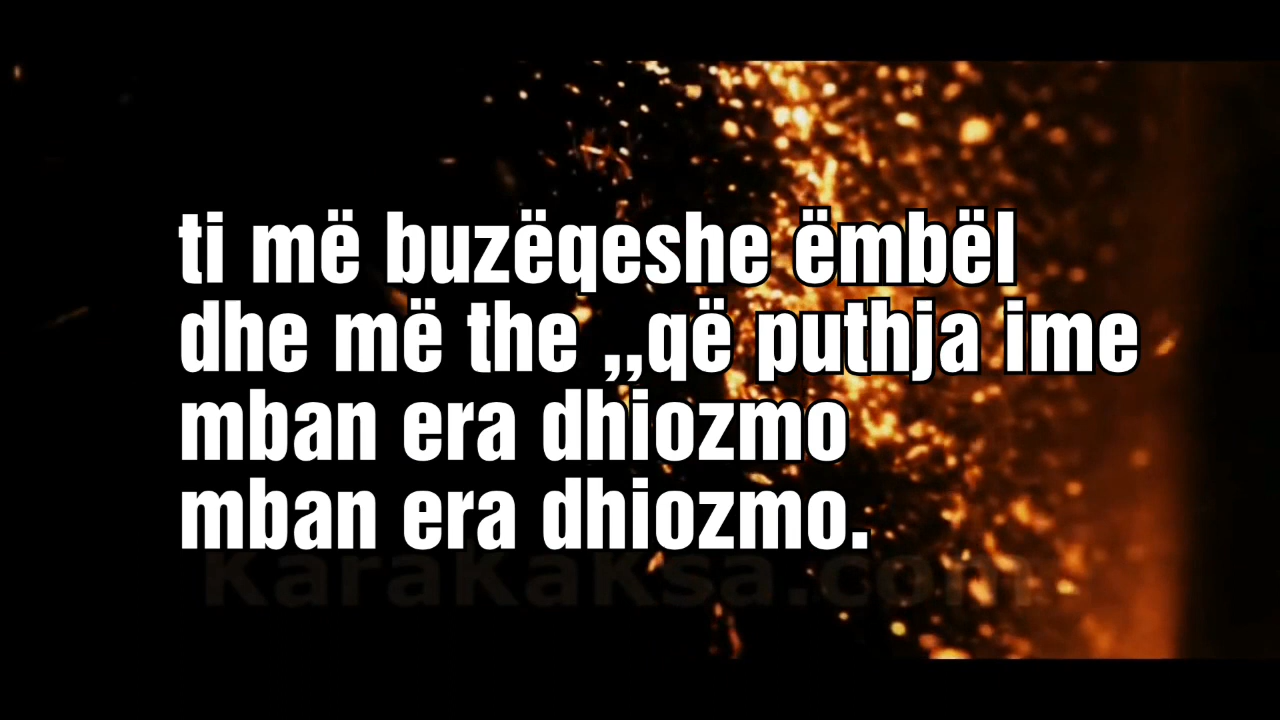 ti më buzëqeshe ëmbël
dhe më the ,,që puthja ime
mban era dhiozmo
mban era dhiozmo.
KaraKaKsa.com